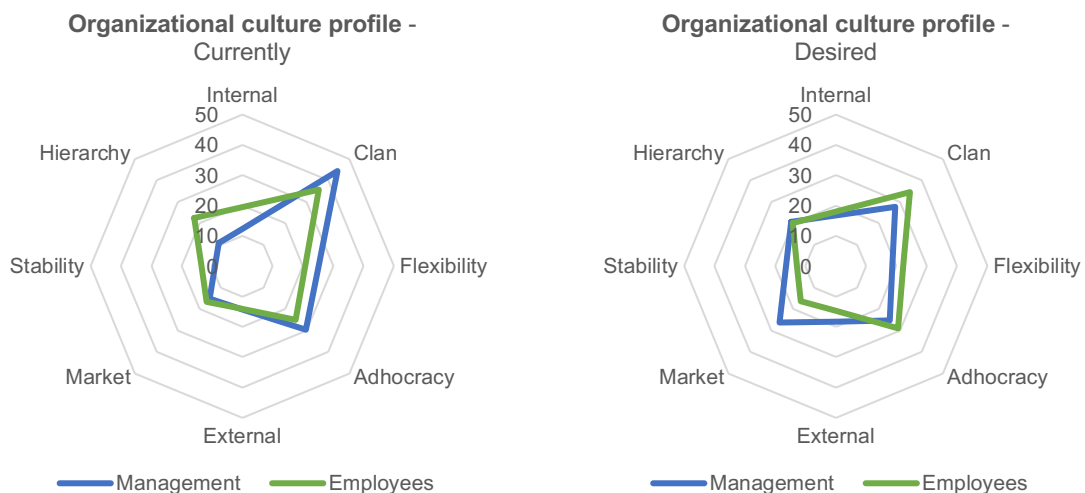 Organizational culture profile -
Currently
Internal
50
40
30
20
10
0
Hierarchy
Clan
Stability
Flexibility
Market
Adhocracy
External
Management
Employees
Organizational culture profile -
Desired
Internal
50
40
30
20
10
0
Hierarchy
Clan
Stability
Flexibility
Market
Adhocracy
External
Management
Employees